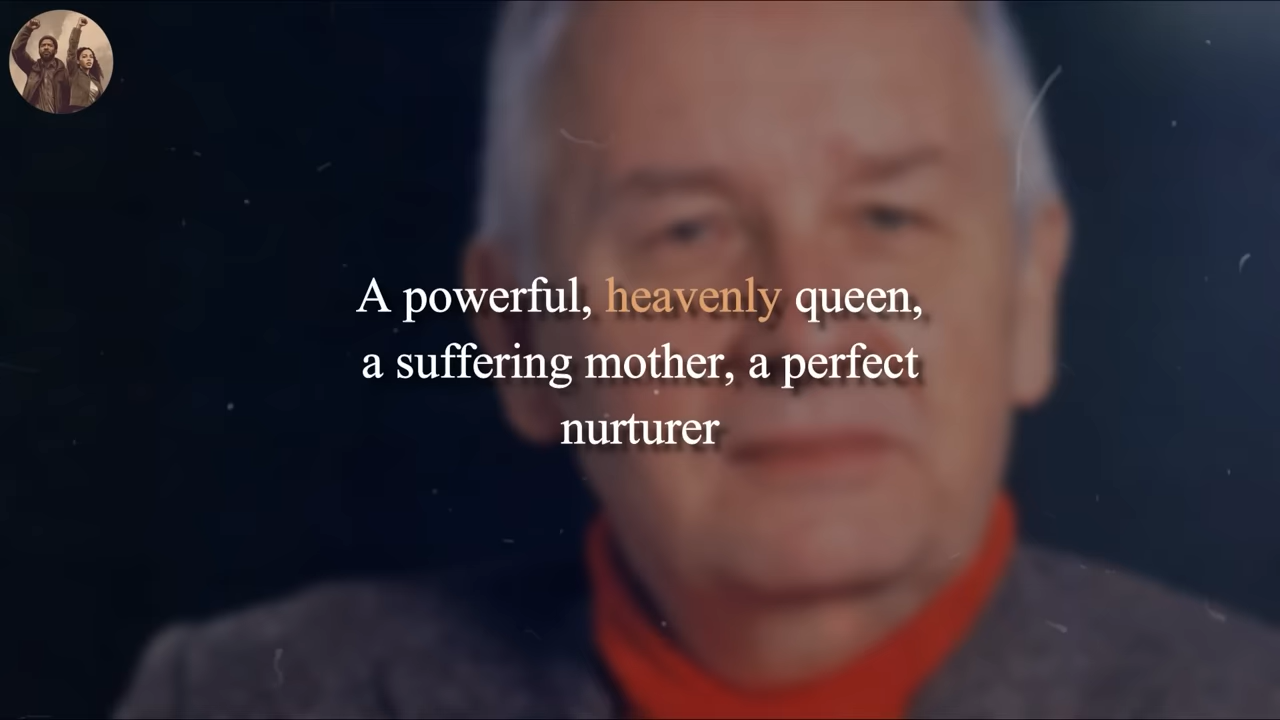 A powerful, heavenly queen,
a suffering mother, a perfect
nurturer